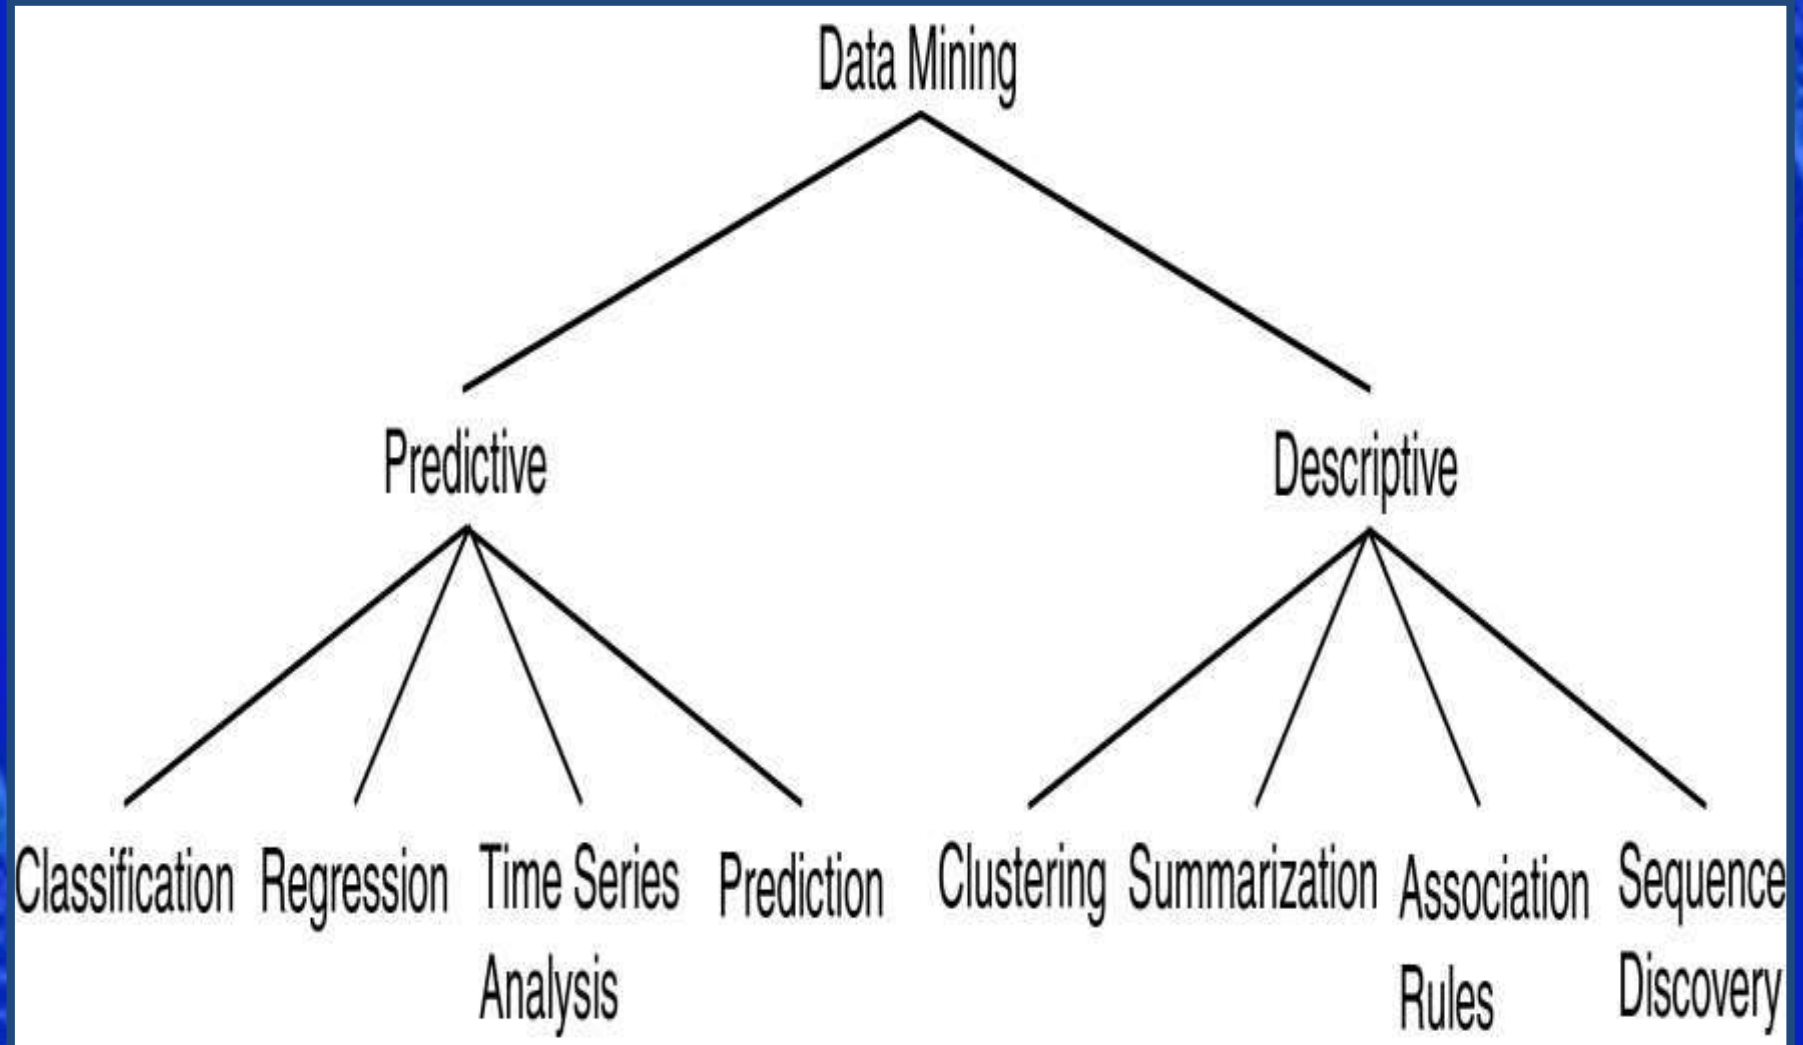 Data Mining
Predictive
Descriptive
Classification
Regression
Time Series
Analysis
Prediction
Clustering
Summarization
Association
Rules
Sequence
Discovery